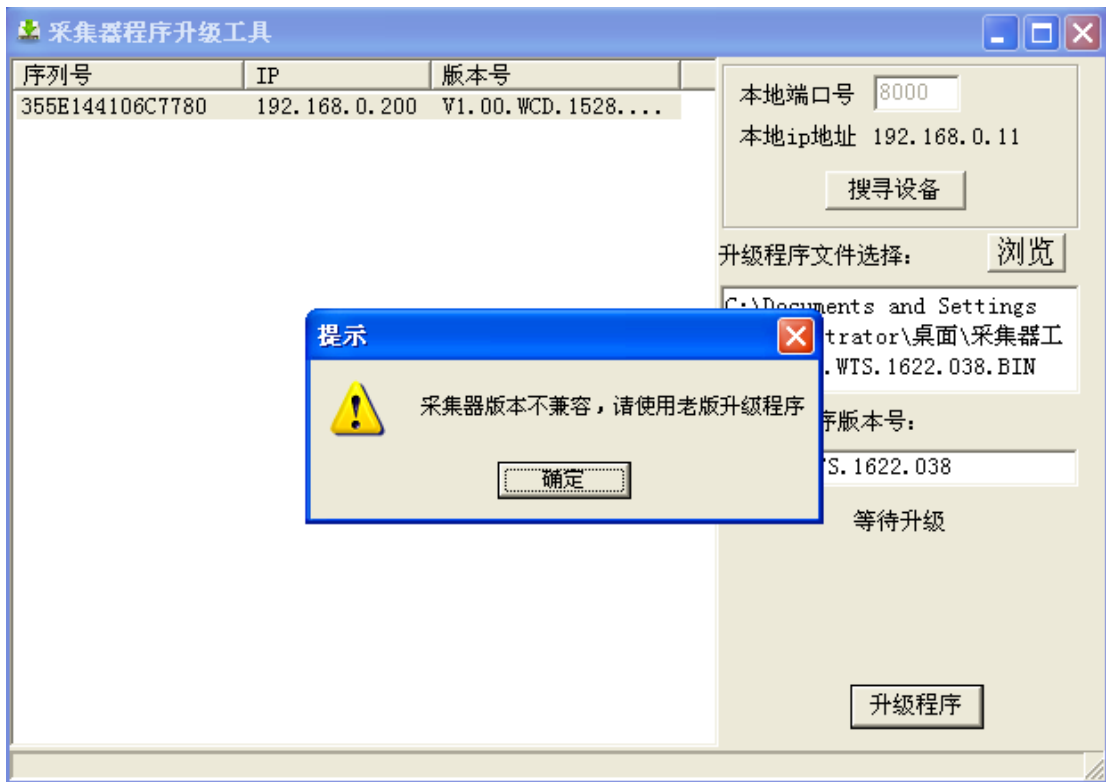 采集器程序升级工具
序列号 IP 版本号
355E144106C7780 192.168.0.200 V1.00.WCD.1528....
本地端口号 8000
本地ip地址 192.168.0.11
搜寻设备
升级程序文件选择: 浏览
C:\Documents and Settings
trator\桌面\采集器工
.WTS.1622.038.BIN
提示
采集器版本不兼容,请使用老版升级程序
确定
序版本号:
S.1622.038
等待升级
升级程序